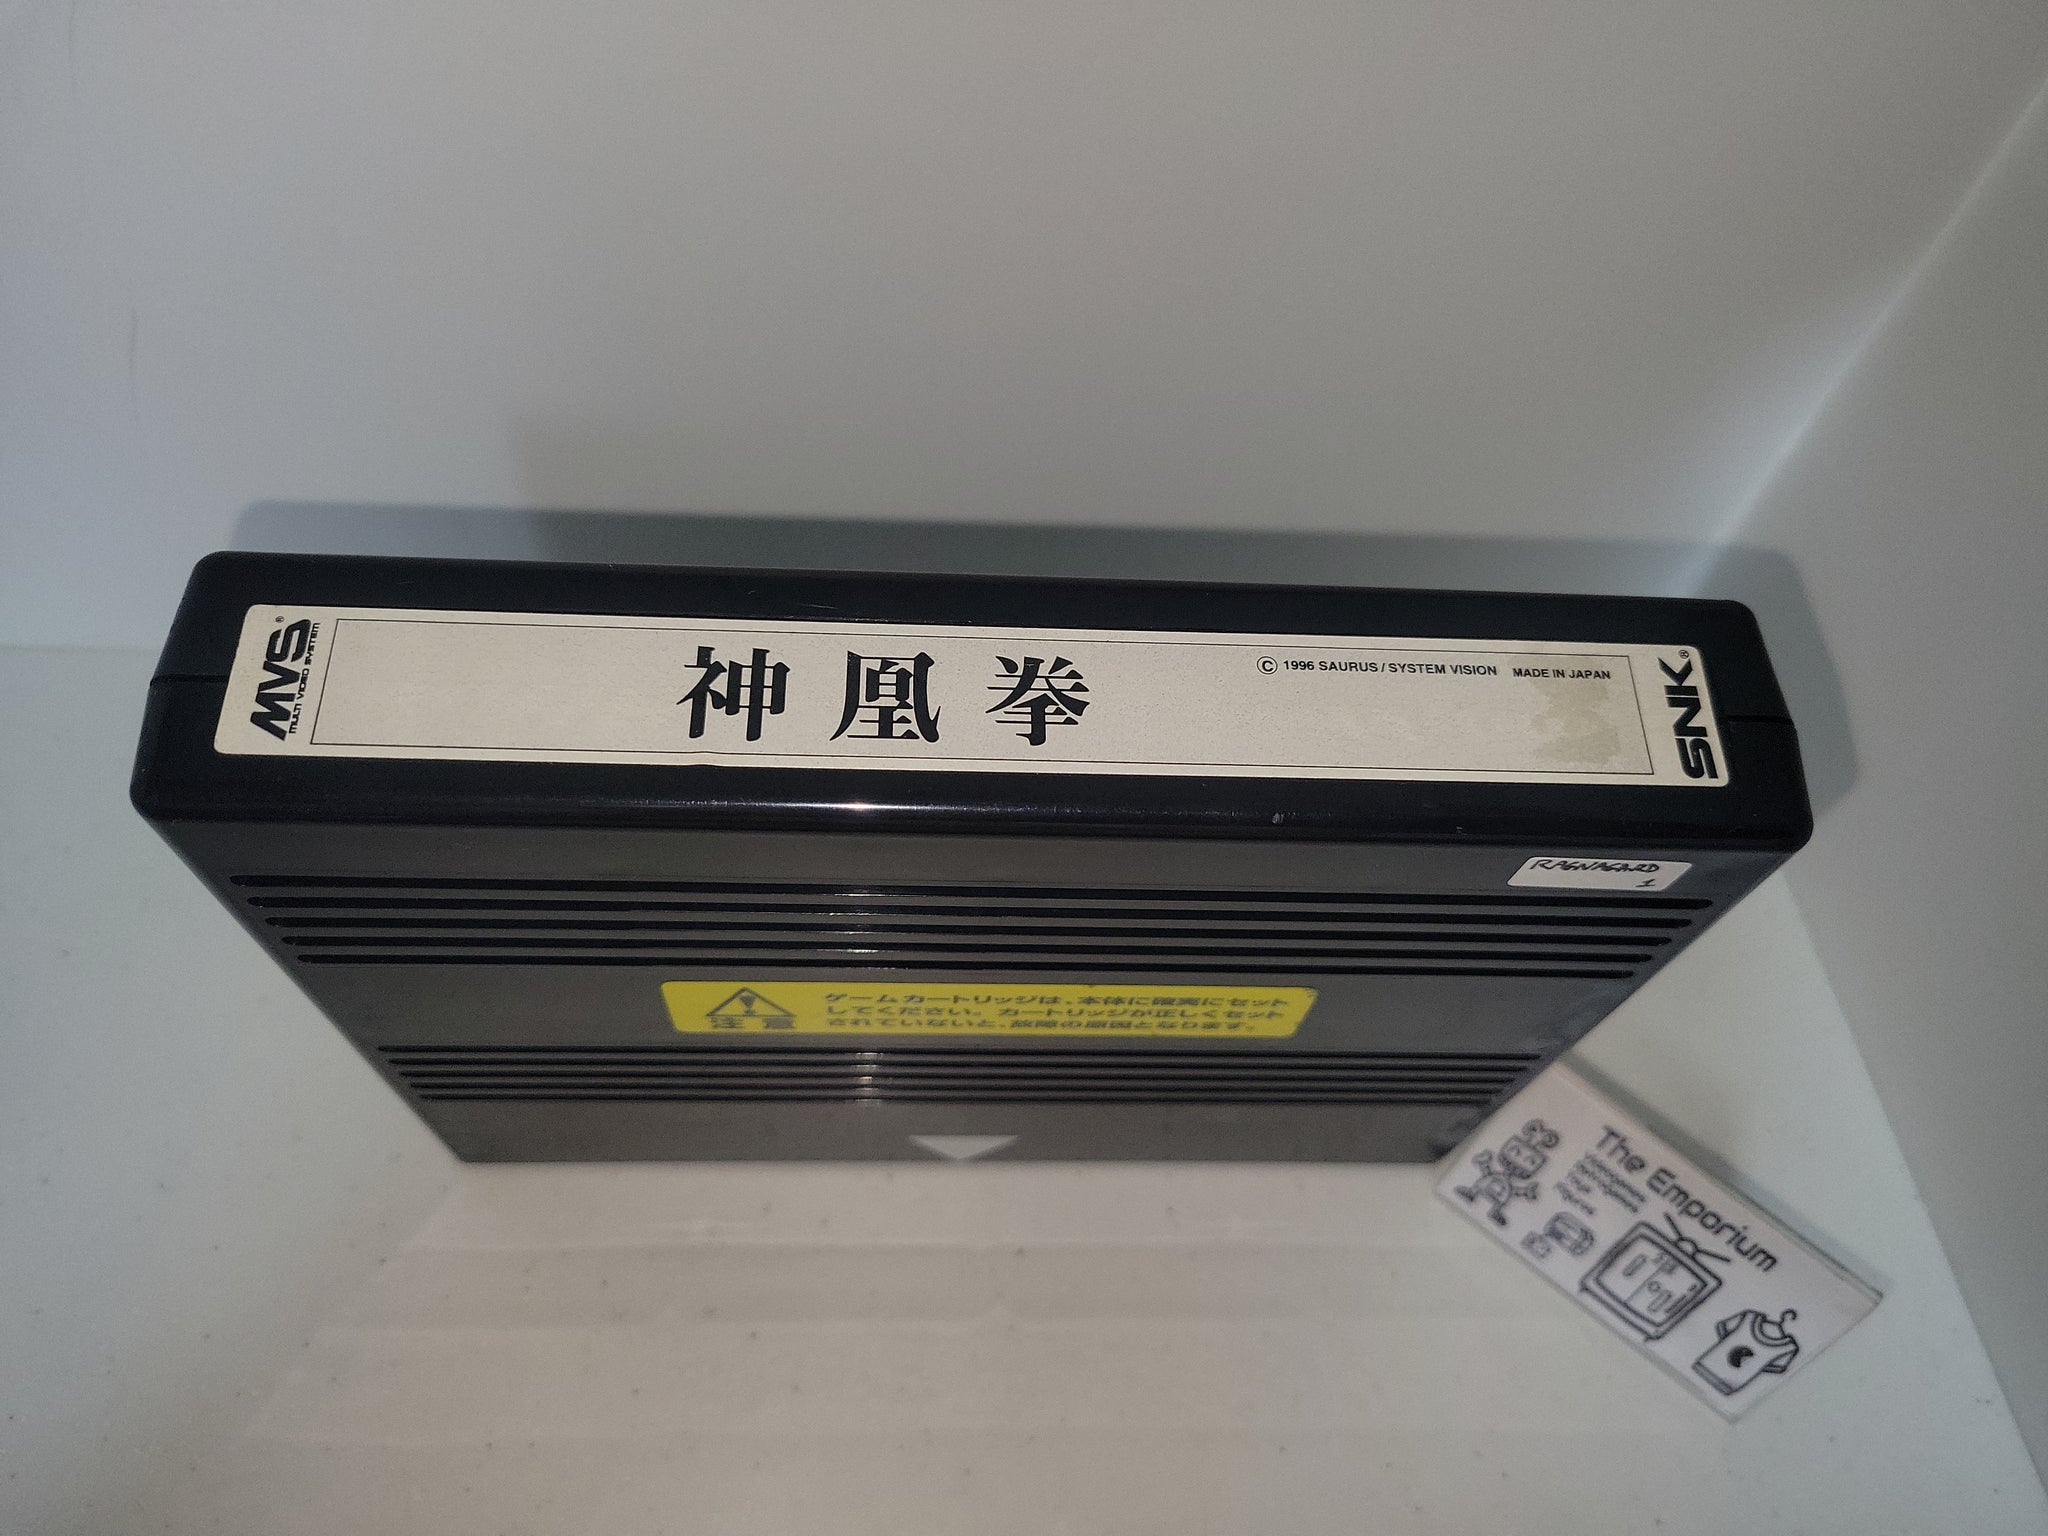 MVS®
MULTI VIDEO SYSTEM
神凰拳
© 1996 SAURUS / SYSTEM VISION MADE IN JAPAN
SNK®
RAGNAGARD
1
注意
ゲームカートリッジは、本体に確実にセット
してください。カートリッジが正しくセット
されていないと、故障の原因となります。
The Emporium